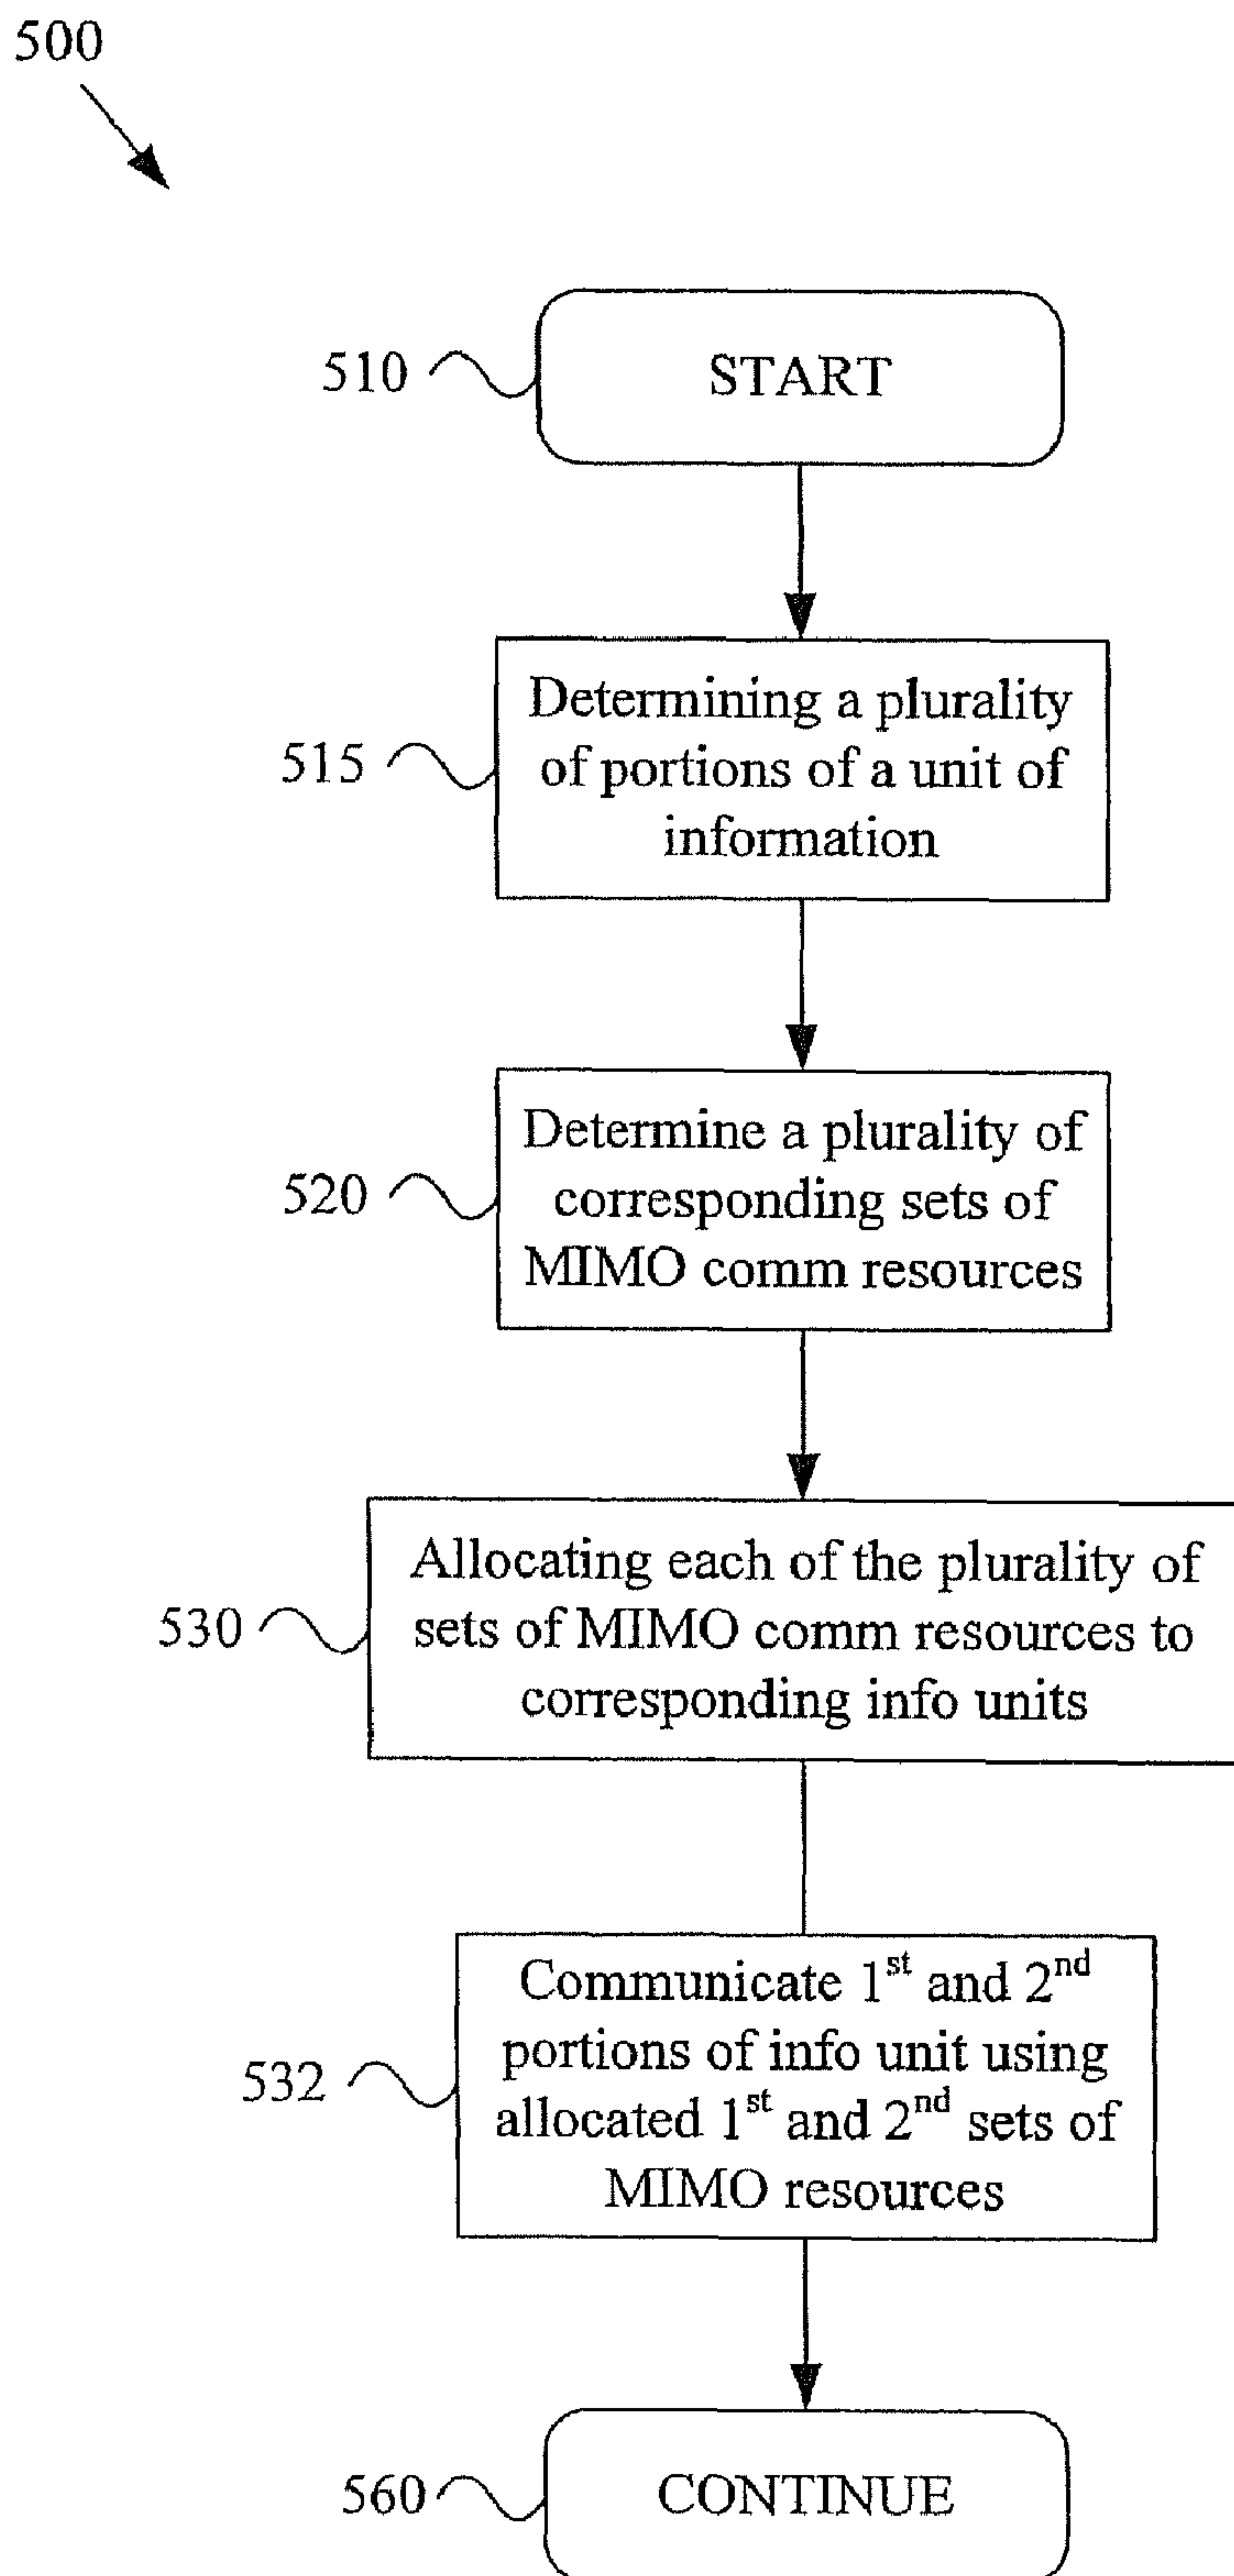 500
510
START
515
Determining a plurality
of portions of a unit of
information
520
Determine a plurality of
corresponding sets of
MIMO comm resources
530
Allocating each of the plurality of
sets of MIMO comm resources to
corresponding info units
532
Communicate 1st and 2nd
portions of info unit using
allocated 1st and 2nd sets of
MIMO resources
560
CONTINUE